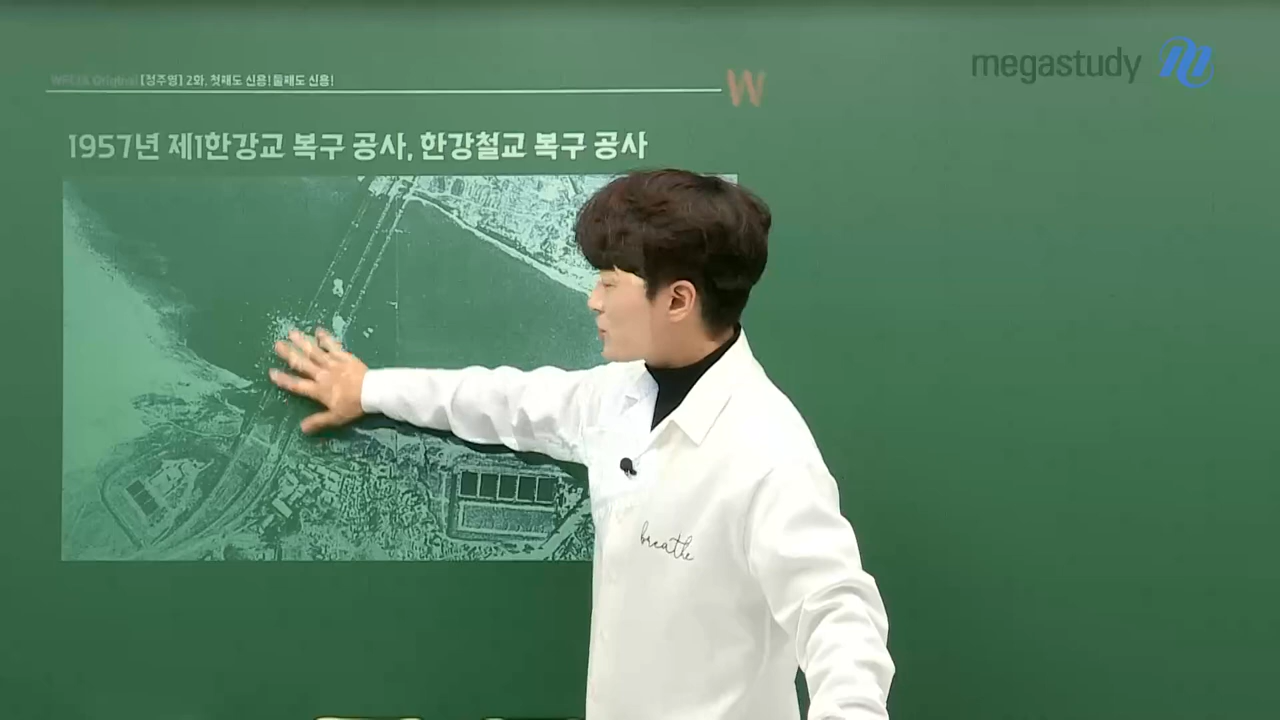 megastudy
[정주영] 2화. 첫째도 신용! 둘째도 신용!
W
1957년 제1한강교 복구 공사, 한강철교 복구 공사
breathe